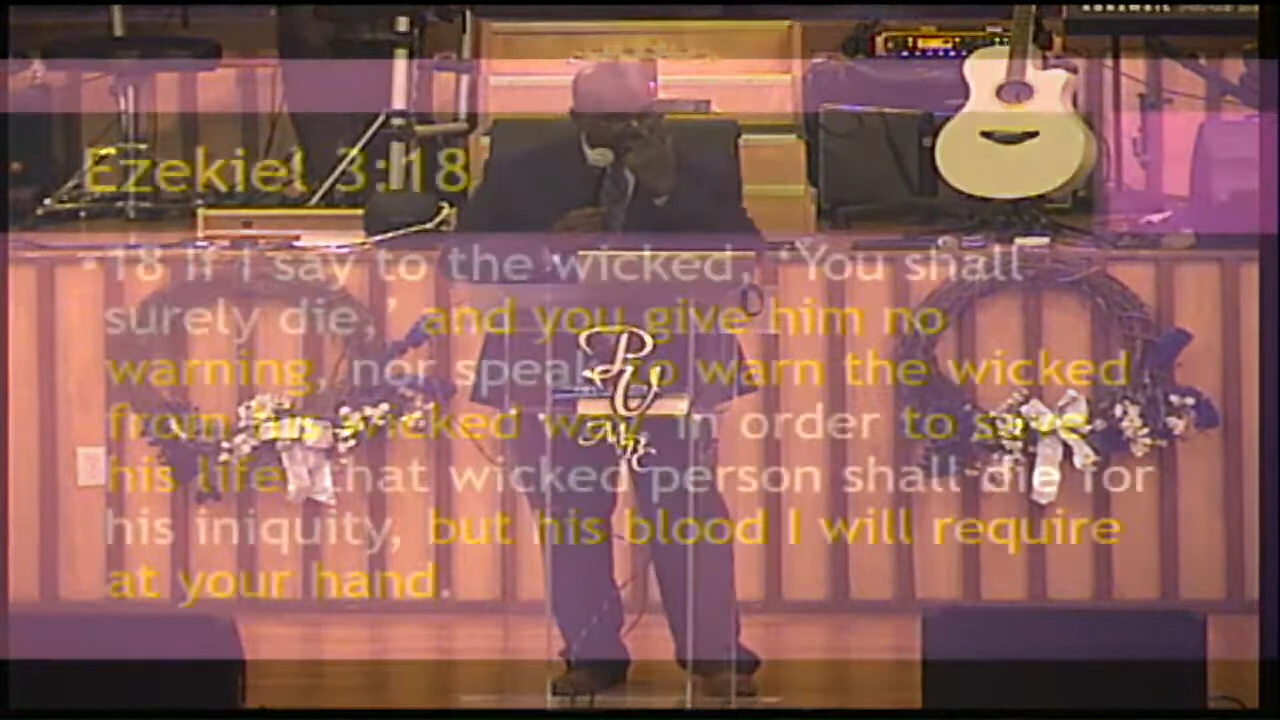 KURZWEIL
Ezekiel 3:18
• 18 If I say to the wicked, 'You shall
surely die,' and you give him no
warning, nor speak to warn the wicked
from his wicked way, in order to save
his life, that wicked person shall die for
his iniquity, but his blood I will require
at your hand.
PV